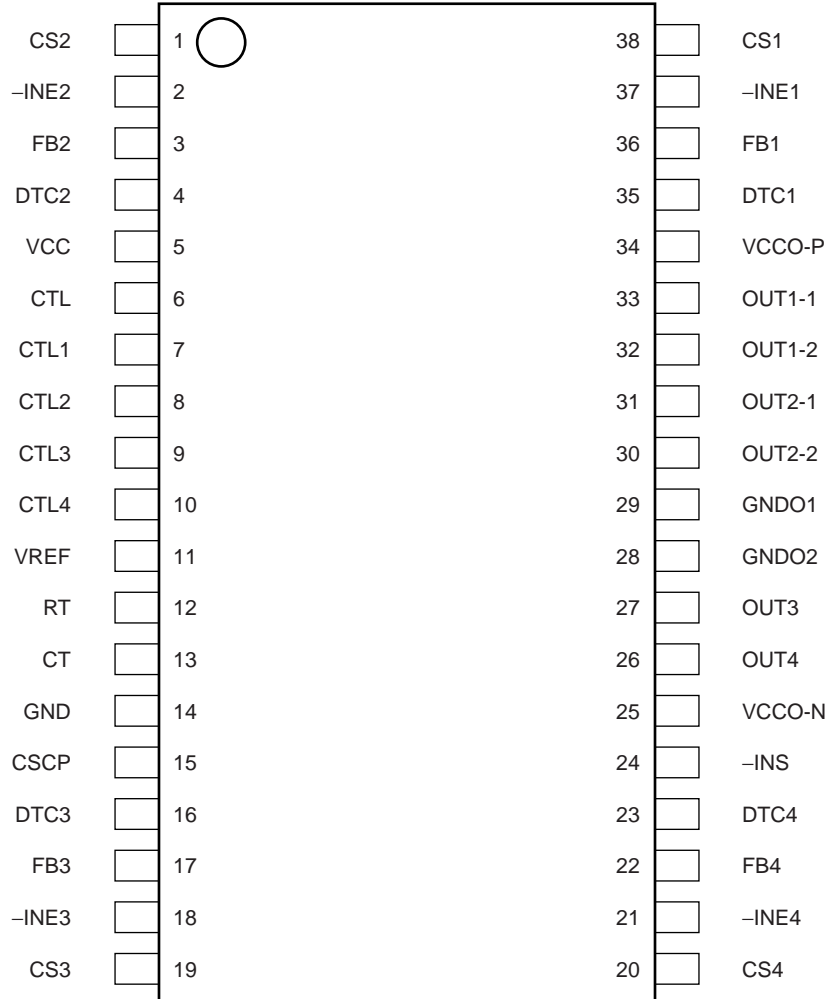 CS2 1 38 CS1
–INE2 2 37 –INE1
FB2 3 36 FB1
DTC2 4 35 DTC1
VCC 5 34 VCCO-P
CTL 6 33 OUT1-1
CTL1 7 32 OUT1-2
CTL2 8 31 OUT2-1
CTL3 9 30 OUT2-2
CTL4 10 29 GNDO1
VREF 11 28 GNDO2
RT 12 27 OUT3
CT 13 26 OUT4
GND 14 25 VCCO-N
CSCP 15 24 –INS
DTC3 16 23 DTC4
FB3 17 22 FB4
–INE3 18 21 –INE4
CS3 19 20 CS4